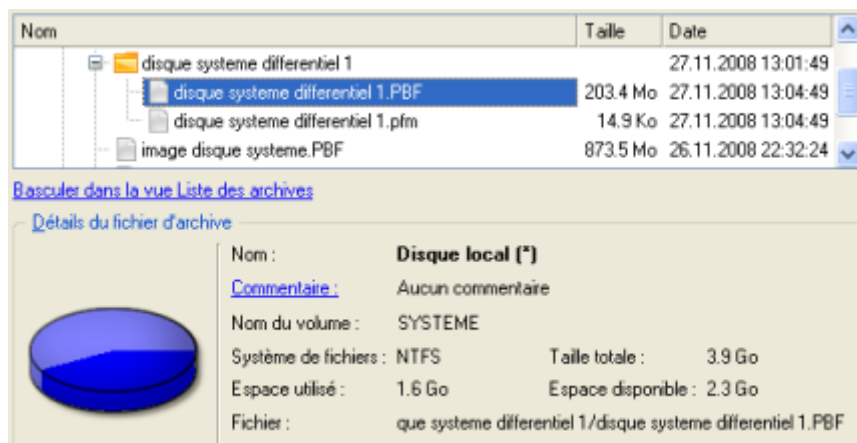 Nom Taille Date
disque systeme differentiel 1 27.11.2008 13:01:49
disque systeme differentiel 1.PBF 203.4 Mo 27.11.2008 13:04:49
disque systeme differentiel 1.pfm 14.9 Ko 27.11.2008 13:04:49
image disque systeme.PBF 873.5 Mo 26.11.2008 22:32:24
Basculer dans la vue Liste des archives
Détails du fichier d'archive
Nom : Disque local (*)
Commentaire : Aucun commentaire
Nom du volume : SYSTEME
Système de fichiers : NTFS Taille totale : 3.9 Go
Espace utilisé : 1.6 Go Espace disponible : 2.3 Go
Fichier : que systeme differentiel 1/disque systeme differentiel 1.PBF